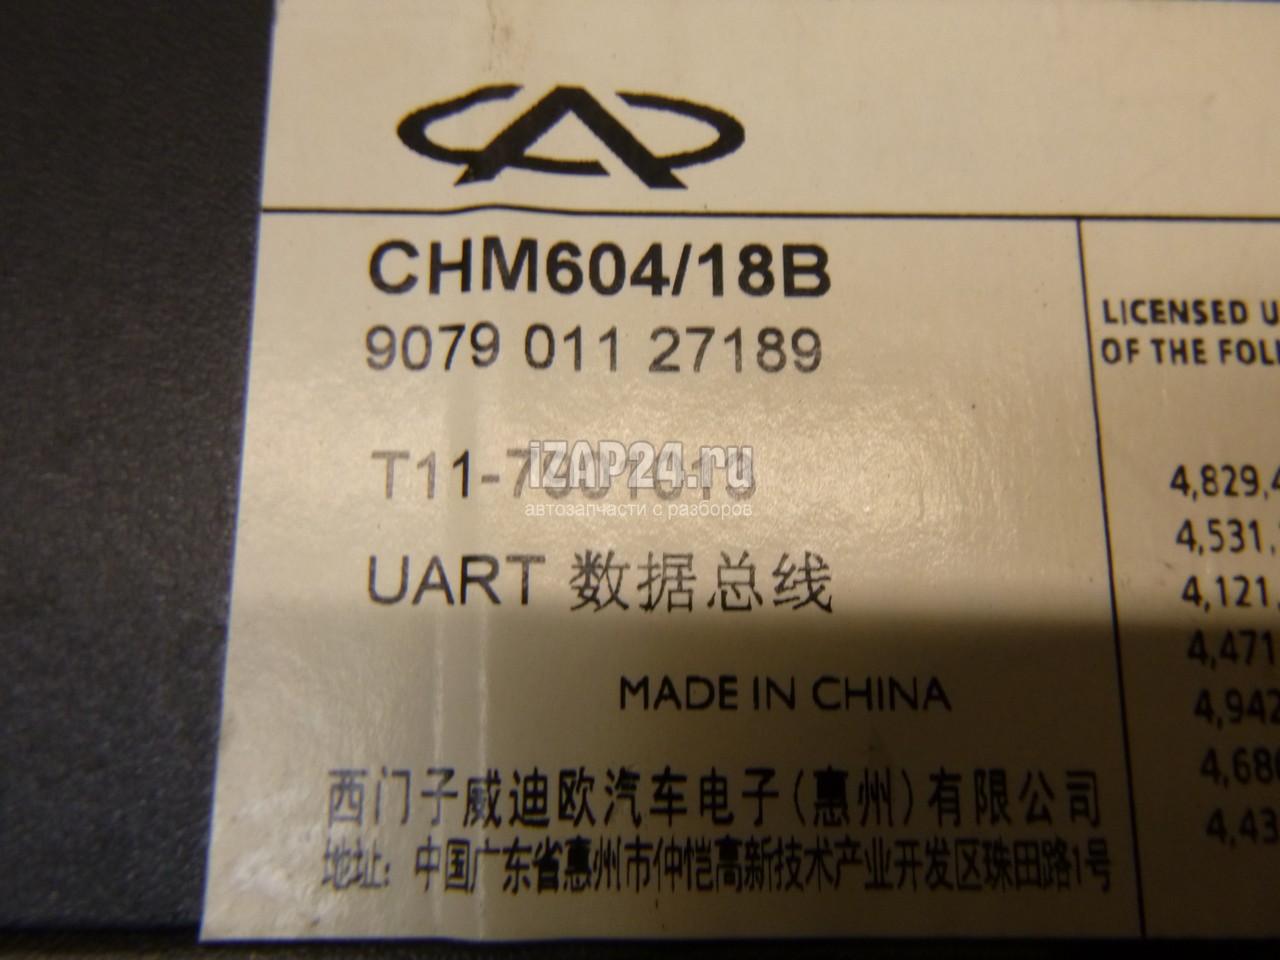 CHM604/18B
9079 011 27189
LICENSED U
OF THE FOLL
iZAP24.ru
автозапчасти с разборов
UART 数据总线
MADE IN CHINA
西门子威迪欧汽车电子(惠州)有限公司
地址: 中国广东省惠州市仲恺高新技术产业开发区珠田路1号
4,829,4
4,531,
4,121,
4,471
4,942
4,686
4,43